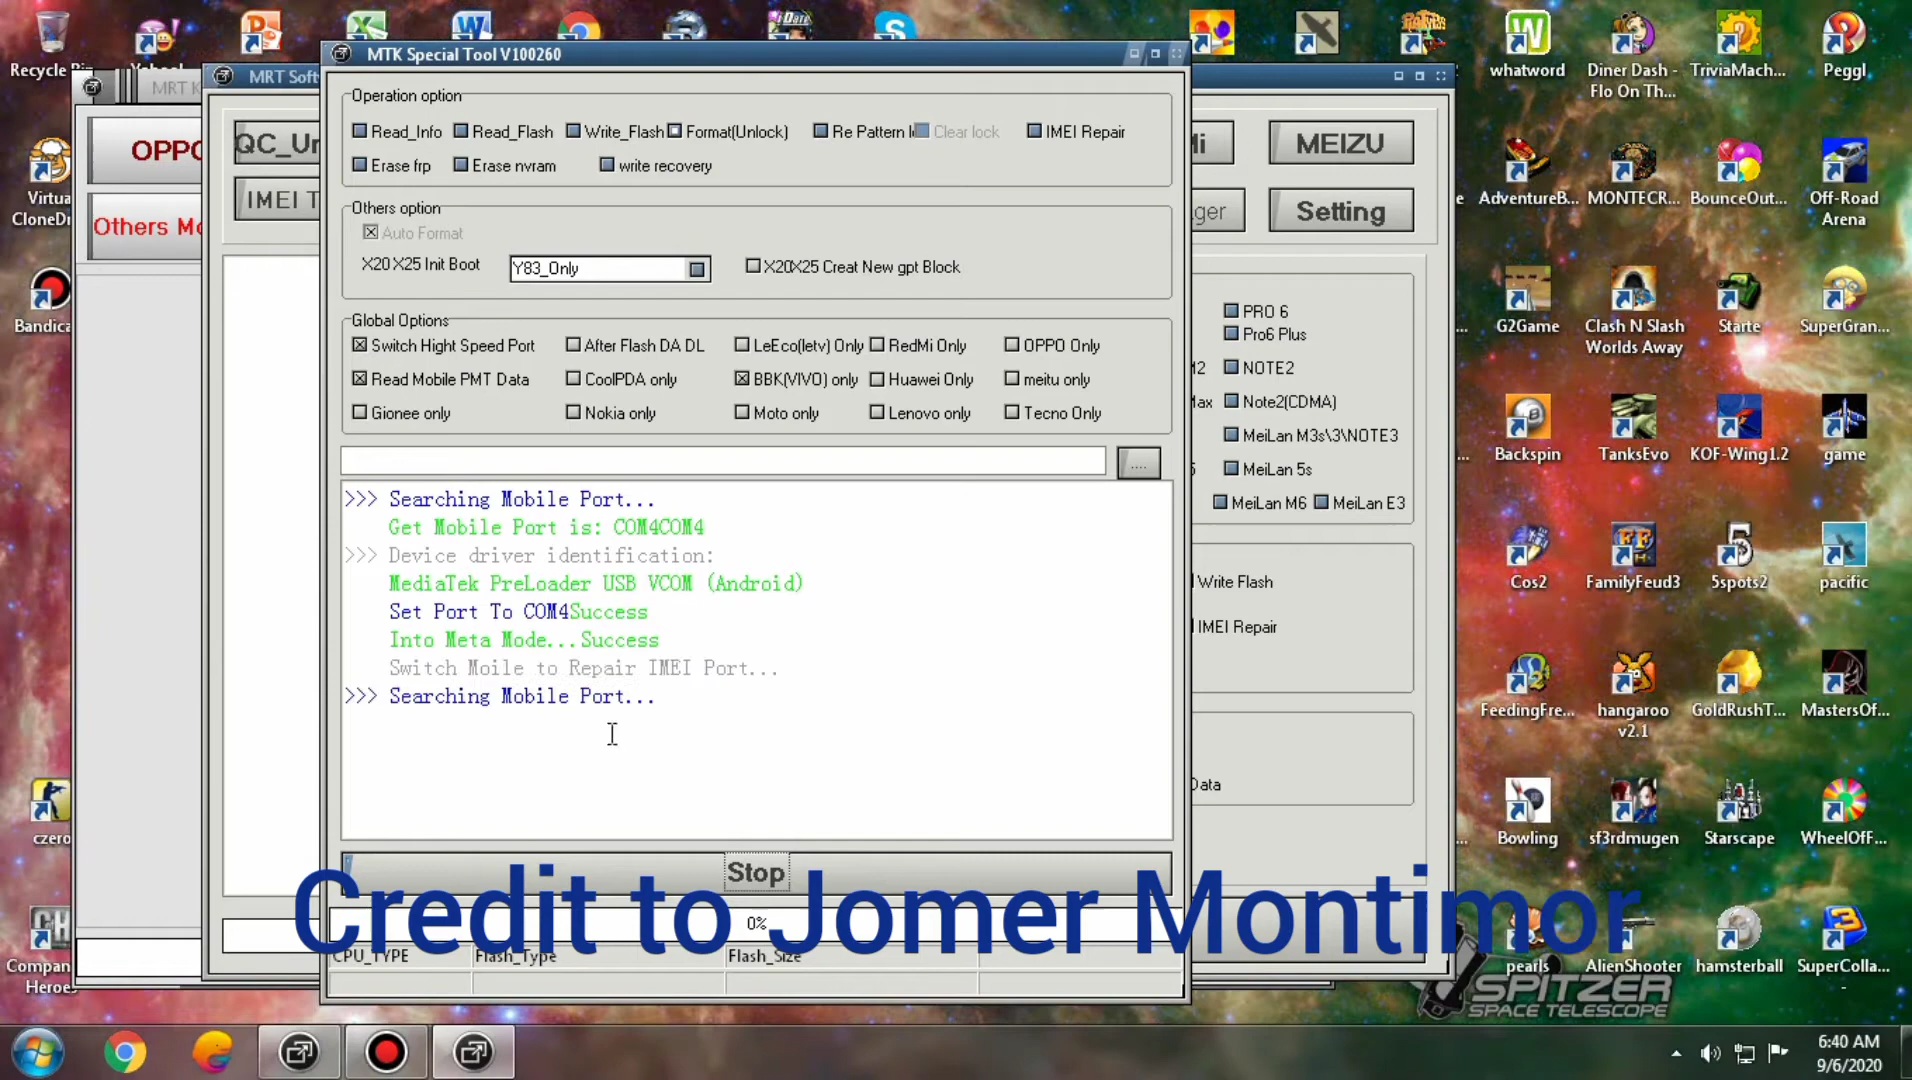 Recycle Bin
MTK Special Tool V100260
MRT
MRT K
Operation option
Read_Info
Read_Flash
Write_Flash
Format(Unlock)
Re Pattern l
Clear lock
IMEI Repair
Erase frp
Erase nvram
write recovery
Others option
Auto Format
X20 X25 Init Boot
Y83_Only
X20X25 Creat New gpt Block
Global Options
Switch Hight Speed Port
After Flash DA DL
LeEco(letv) Only
RedMi Only
OPPO Only
Read Mobile PMT Data
CoolPDA only
BBK(VIVO) only
Huawei Only
meitu only
Gionee only
Nokia only
Moto only
Lenovo only
Tecno Only
....
>>> Searching Mobile Port...
Get Mobile Port is: COM4COM4
>>> Device driver identification:
MediaTek PreLoader USB VCOM (Android)
Set Port To COM4Success
Into Meta Mode...Success
Switch Moile to Repair IMEI Port...
>>> Searching Mobile Port...
Stop
0%
CPU_TYPE
Flash_Type
Flash_Size
Credit to Jomer Montimor
OPPO
Others Mo
QC_Un
IMEI T
MEIZU
Setting
PRO 6
Pro6 Plus
NOTE2
Note2(CDMA)
MeiLan M3s\3\NOTE3
MeiLan 5s
MeiLan M6
MeiLan E3
Write Flash
IMEI Repair
Data
Virtual
CloneDr
Bandica
czero
Compan
Heroes
whatword
Diner Dash -
Flo On Th...
TriviaMach...
Peggl
AdventureB...
MONTECR...
BounceOut...
Off-Road
Arena
G2Game
Clash N Slash
Worlds Away
Starte
SuperGran...
Backspin
TanksEvo
KOF-Wing1.2
game
Cos2
FamilyFeud3
5spots2
pacific
FeedingFre...
hangaroo
v2.1
GoldRushT...
MastersOf...
Bowling
sf3rdmugen
Starscape
WheelOfF...
pearls
AlienShooter
hamsterball
SuperColla...
SPITZER
SPACE TELESCOPE
6:40 AM
9/6/2020